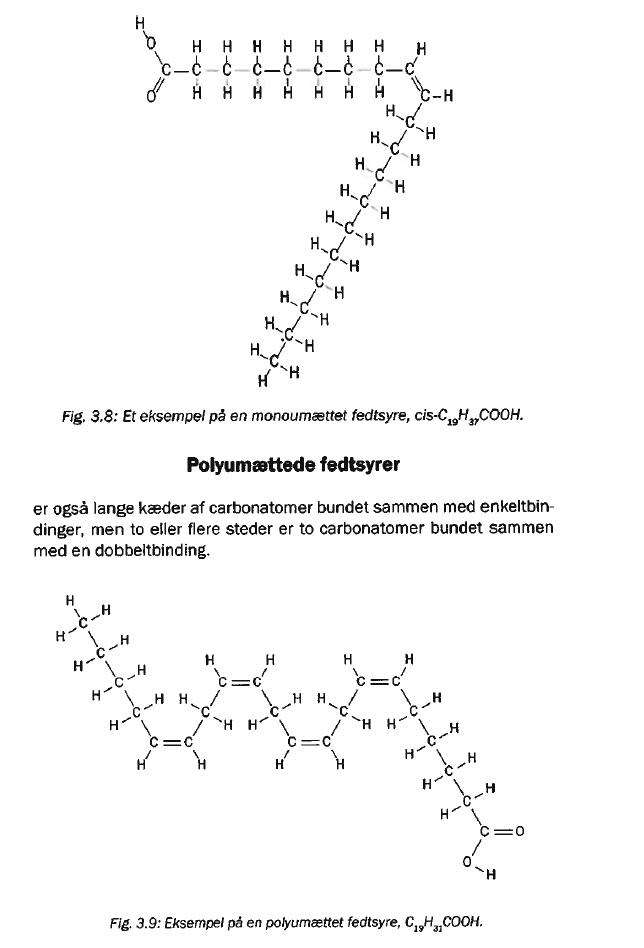 Fig. 3.8: Et eksempel på en monoumættet fedtsyre, cis-C₁₉H₃₇COOH.
Polyumættede fedtsyrer
er også lange kæder af carbonatomer bundet sammen med enkeltbin-
dinger, men to eller flere steder er to carbonatomer bundet sammen
med en dobbeltbinding.
Fig. 3.9: Eksempel på en polyumættet fedtsyre, C₁₉H₃₁COOH.